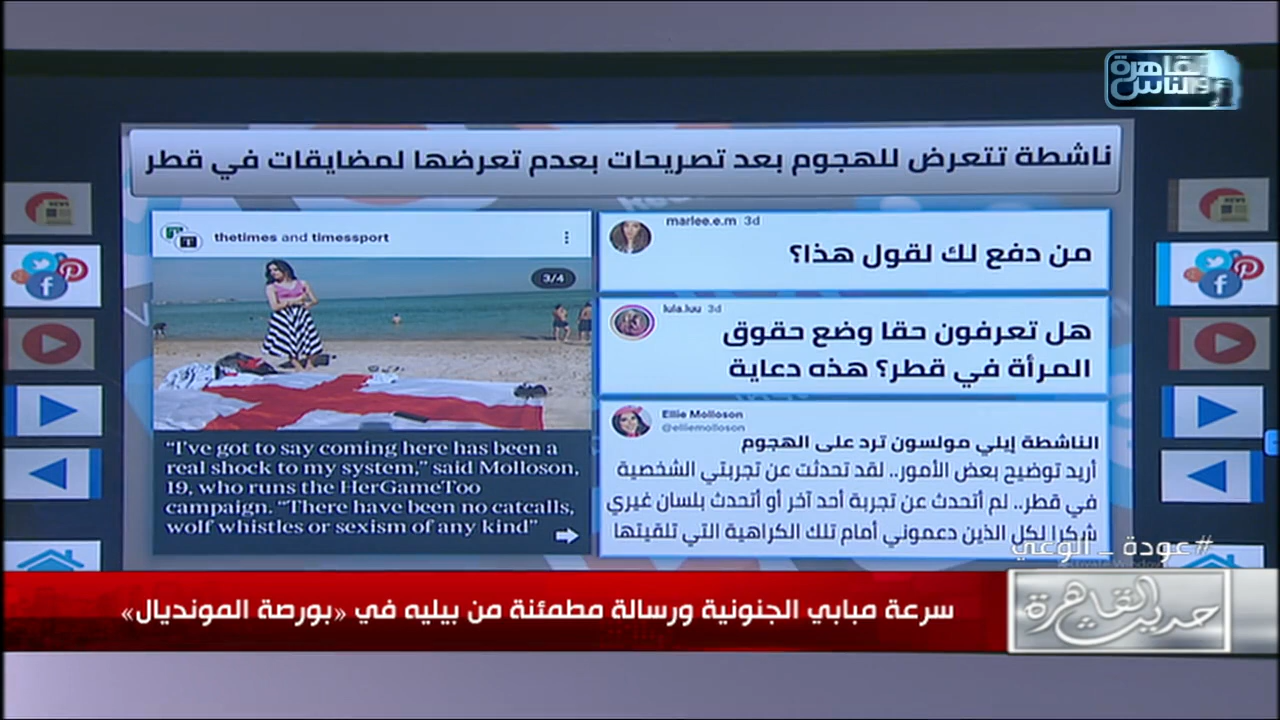 القاهرة
والناس
ناشطة تتعرض للهجوم بعد تصريحات بعدم تعرضها لمضايقات في قطر
thetimes and timessport
3/4
"I've got to say coming here has been a
real shock to my system," said Molloson,
19, who runs the HerGameToo
campaign. "There have been no catcalls,
wolf whistles or sexism of any kind"
marlee.e.m 3d
من دفع لك لقول هذا؟
lula.luu 3d
هل تعرفون حقا وضع حقوق
المرأة في قطر؟ هذه دعاية
Ellie Molloson
@elliemolloson
الناشطة إيلي مولسون ترد على الهجوم
أريد توضيح بعض الأمور.. لقد تحدثت عن تجربتي الشخصية
في قطر.. لم أتحدث عن تجربة أحد آخر أو أتحدث بلسان غيري
شكرا لكل الذين دعموني أمام تلك الكراهية التي تلقيتها
NEWS
NEWS
#عودة_الوعي
حديث القاهرة
سرعة مبابي الجنونية ورسالة مطمئنة من بيليه في «بورصة المونديال»